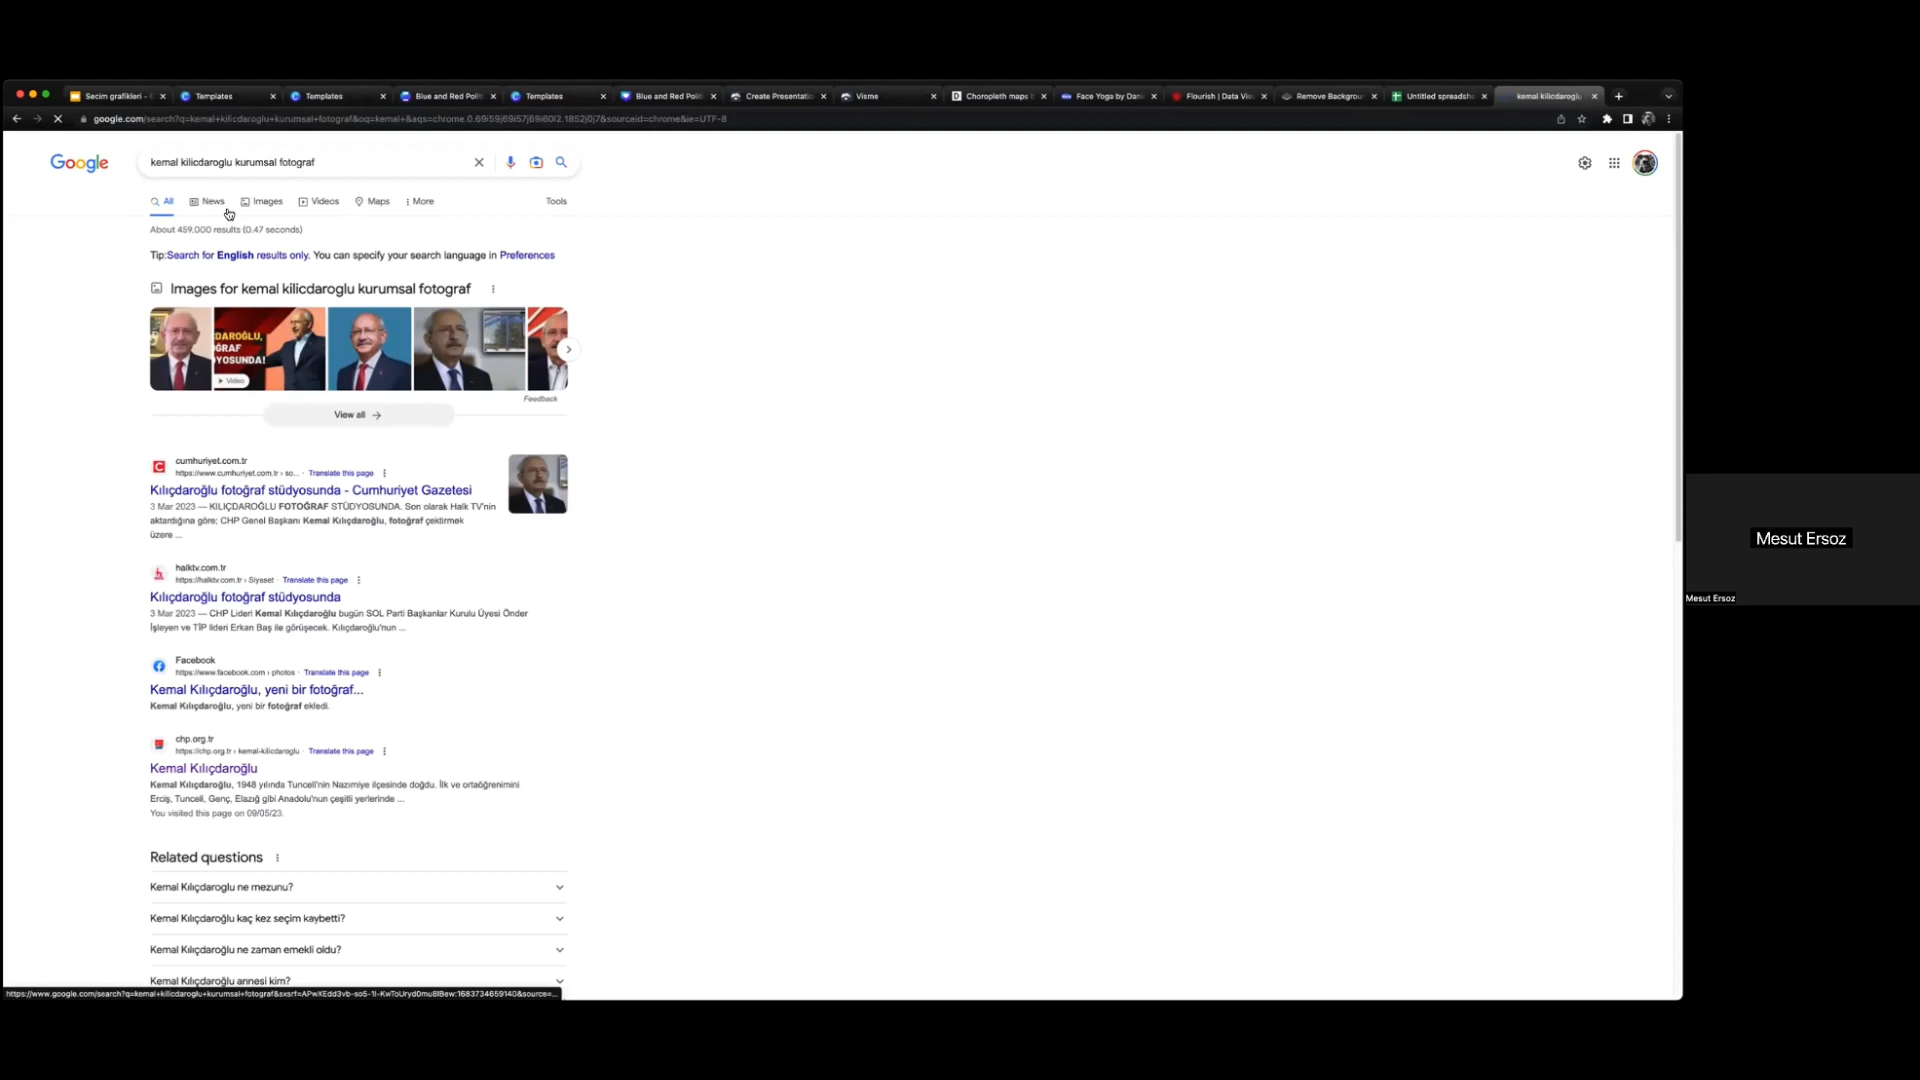 Secim grafikleri - G
Templates
Templates
Blue and Red Polit
Templates
Blue and Red Polit
Create Presentatio
Visme
Choropleth maps
Face Yoga by Dani
Flourish | Data Vis
Remove Backgroun
Untitled spreadshe
kemal kilicdaroglu
google.com/search?q=kemal+kilicdaroglu+kurumsal+fotograf&oq=kemal+&aqs=chrome.0.69i59j69i57j69i60l2.1852j0j7&sourceid=chrome&ie=UTF-8
Google
kemal kilicdaroglu kurumsal fotograf
All
News
Images
Videos
Maps
More
Tools
About 459.000 results (0.47 seconds)
Tip:Search for English results only. You can specify your search language in Preferences
Images for kemal kilicdaroglu kurumsal fotograf
DAROĞLU,
ĞRAF
YOSUNDA!
Video
Feedback
View all
cumhuriyet.com.tr
https://www.cumhuriyet.com.tr › so... · Translate this page
Kılıçdaroğlu fotoğraf stüdyosunda - Cumhuriyet Gazetesi
3 Mar 2023 — KILIÇDAROĞLU FOTOĞRAF STÜDYOSUNDA. Son olarak Halk TV'nin
aktardığına göre; CHP Genel Başkanı Kemal Kılıçdaroğlu, fotoğraf çektirmek
üzere ...
halktv.com.tr
https://halktv.com.tr › Siyaset · Translate this page
Kılıçdaroğlu fotoğraf stüdyosunda
3 Mar 2023 — CHP Lideri Kemal Kılıçdaroğlu bugün SOL Parti Başkanlar Kurulu Üyesi Önder
İşleyen ve TİP lideri Erkan Baş ile görüşecek. Kılıçdaroğlu'nun ...
Facebook
https://www.facebook.com › photos · Translate this page
Kemal Kılıçdaroğlu, yeni bir fotoğraf...
Kemal Kılıçdaroğlu, yeni bir fotoğraf ekledi.
chp.org.tr
https://chp.org.tr › kemal-kilicdaroglu · Translate this page
Kemal Kılıçdaroğlu
Kemal Kılıçdaroğlu, 1948 yılında Tunceli'nin Nazımiye ilçesinde doğdu. İlk ve ortaöğrenimini
Erciş, Tunceli, Genç, Elazığ gibi Anadolu'nun çeşitli yerlerinde ...
You visited this page on 09/05/23.
Related questions
Kemal Kılıçdaroglu ne mezunu?
Kemal Kılıçdaroğlu kaç kez seçim kaybetti?
Kemal Kılıçdaroğlu ne zaman emekli oldu?
Kemal Kılıçdaroğlu annesi kim?
Mesut Ersoz
Mesut Ersoz